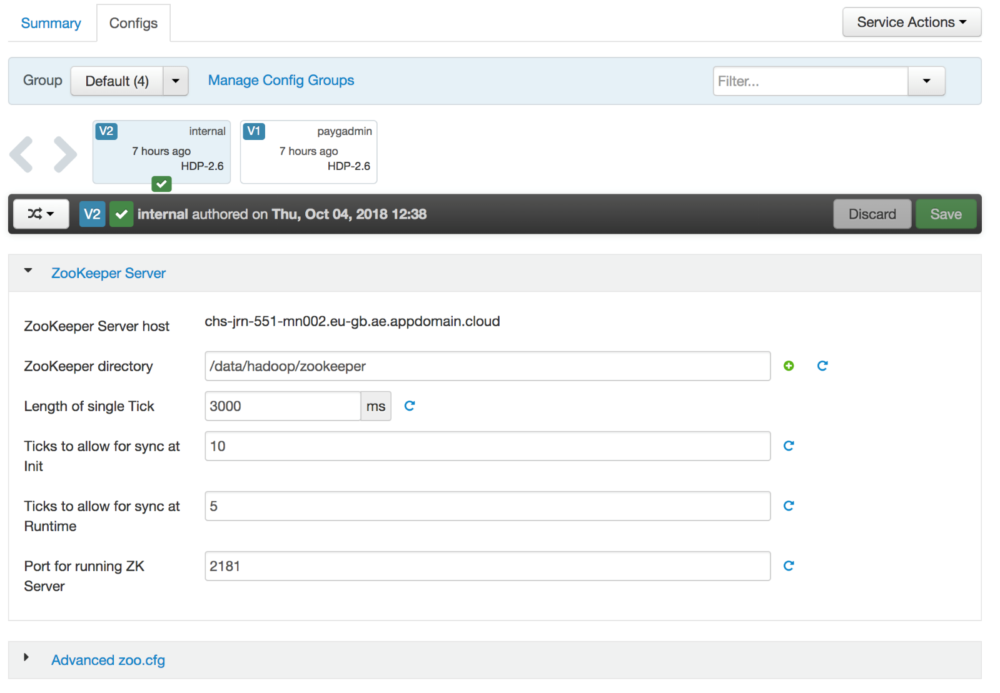 Summary
Configs
Service Actions
Group
Default (4)
Manage Config Groups
Filter...
V2
internal
7 hours ago
HDP-2.6
V1
paygadmin
7 hours ago
HDP-2.6
V2
internal authored on Thu, Oct 04, 2018 12:38
Discard
Save
ZooKeeper Server
ZooKeeper Server host
chs-jrn-551-mn002.eu-gb.ae.appdomain.cloud
ZooKeeper directory
/data/hadoop/zookeeper
Length of single Tick
3000
ms
Ticks to allow for sync at
Init
10
Ticks to allow for sync at
Runtime
5
Port for running ZK
Server
2181
Advanced zoo.cfg